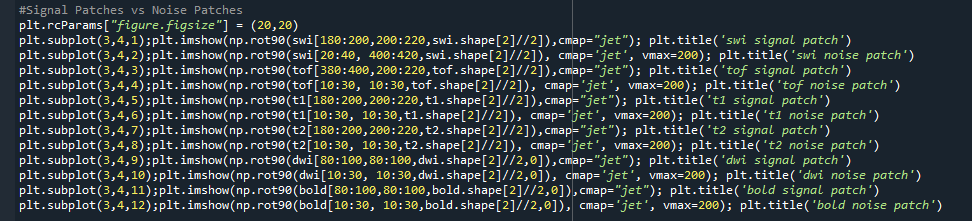 #Signal Patches vs Noise Patches
plt.rcParams["figure.figsize"] = (20,20)
plt.subplot(3,4,1);plt.imshow(np.rot90(swi[180:200,200:220,swi.shape[2]//2]),cmap="jet"); plt.title('swi signal patch')
plt.subplot(3,4,2);plt.imshow(np.rot90(swi[20:40, 400:420,swi.shape[2]//2]), cmap='jet', vmax=200); plt.title('swi noise patch')
plt.subplot(3,4,3);plt.imshow(np.rot90(tof[380:400,200:220,tof.shape[2]//2]),cmap="jet"); plt.title('tof signal patch')
plt.subplot(3,4,4);plt.imshow(np.rot90(tof[10:30, 10:30,tof.shape[2]//2]), cmap='jet', vmax=200); plt.title('tof noise patch')
plt.subplot(3,4,5);plt.imshow(np.rot90(t1[180:200,200:220,t1.shape[2]//2]),cmap="jet"); plt.title('t1 signal patch')
plt.subplot(3,4,6);plt.imshow(np.rot90(t1[10:30, 10:30,t1.shape[2]//2]), cmap='jet', vmax=200); plt.title('t1 noise patch')
plt.subplot(3,4,7);plt.imshow(np.rot90(t2[180:200,200:220,t2.shape[2]//2]),cmap="jet"); plt.title('t2 signal patch')
plt.subplot(3,4,8);plt.imshow(np.rot90(t2[10:30, 10:30,t2.shape[2]//2]), cmap='jet', vmax=200); plt.title('t2 noise patch')
plt.subplot(3,4,9);plt.imshow(np.rot90(dwi[80:100,80:100,dwi.shape[2]//2,0]),cmap="jet"); plt.title('dwi signal patch')
plt.subplot(3,4,10);plt.imshow(np.rot90(dwi[10:30, 10:30,dwi.shape[2]//2,0]), cmap='jet', vmax=200); plt.title('dwi noise patch')
plt.subplot(3,4,11);plt.imshow(np.rot90(bold[80:100,80:100,bold.shape[2]//2,0]),cmap="jet"); plt.title('bold signal patch')
plt.subplot(3,4,12);plt.imshow(np.rot90(bold[10:30, 10:30,bold.shape[2]//2,0]), cmap='jet', vmax=200); plt.title('bold noise patch')